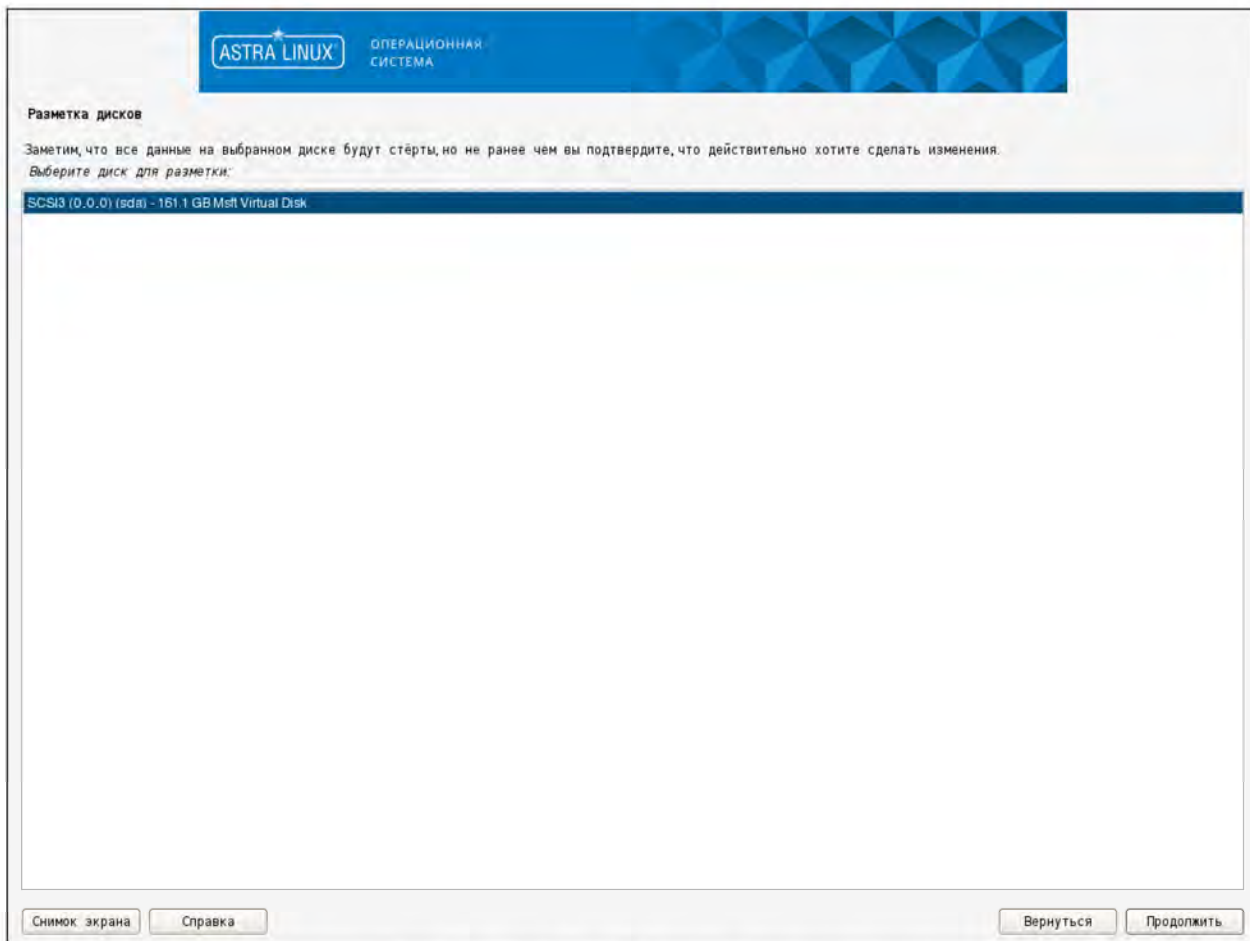 ASTRA LINUX
ОПЕРАЦИОННАЯ
СИСТЕМА
Разметка дисков
Заметим, что все данные на выбранном диске будут стёрты, но не ранее чем вы подтвердите, что действительно хотите сделать изменения.
Выберите диск для разметки:
SCSI3 (0,0,0) (sda) - 161.1 GB Msft Virtual Disk
Снимок экрана
Справка
Вернуться
Продолжить